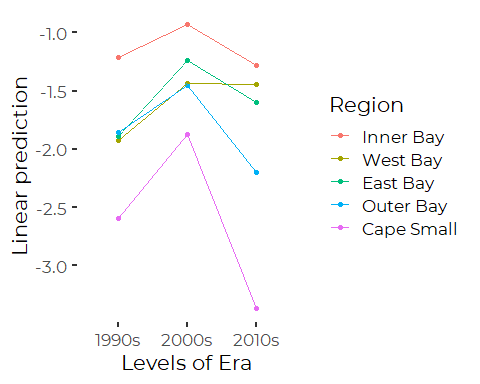 Linear prediction
-1.0
-1.5
-2.0
-2.5
-3.0
1990s 2000s 2010s
Levels of Era
Region
Inner Bay
West Bay
East Bay
Outer Bay
Cape Small